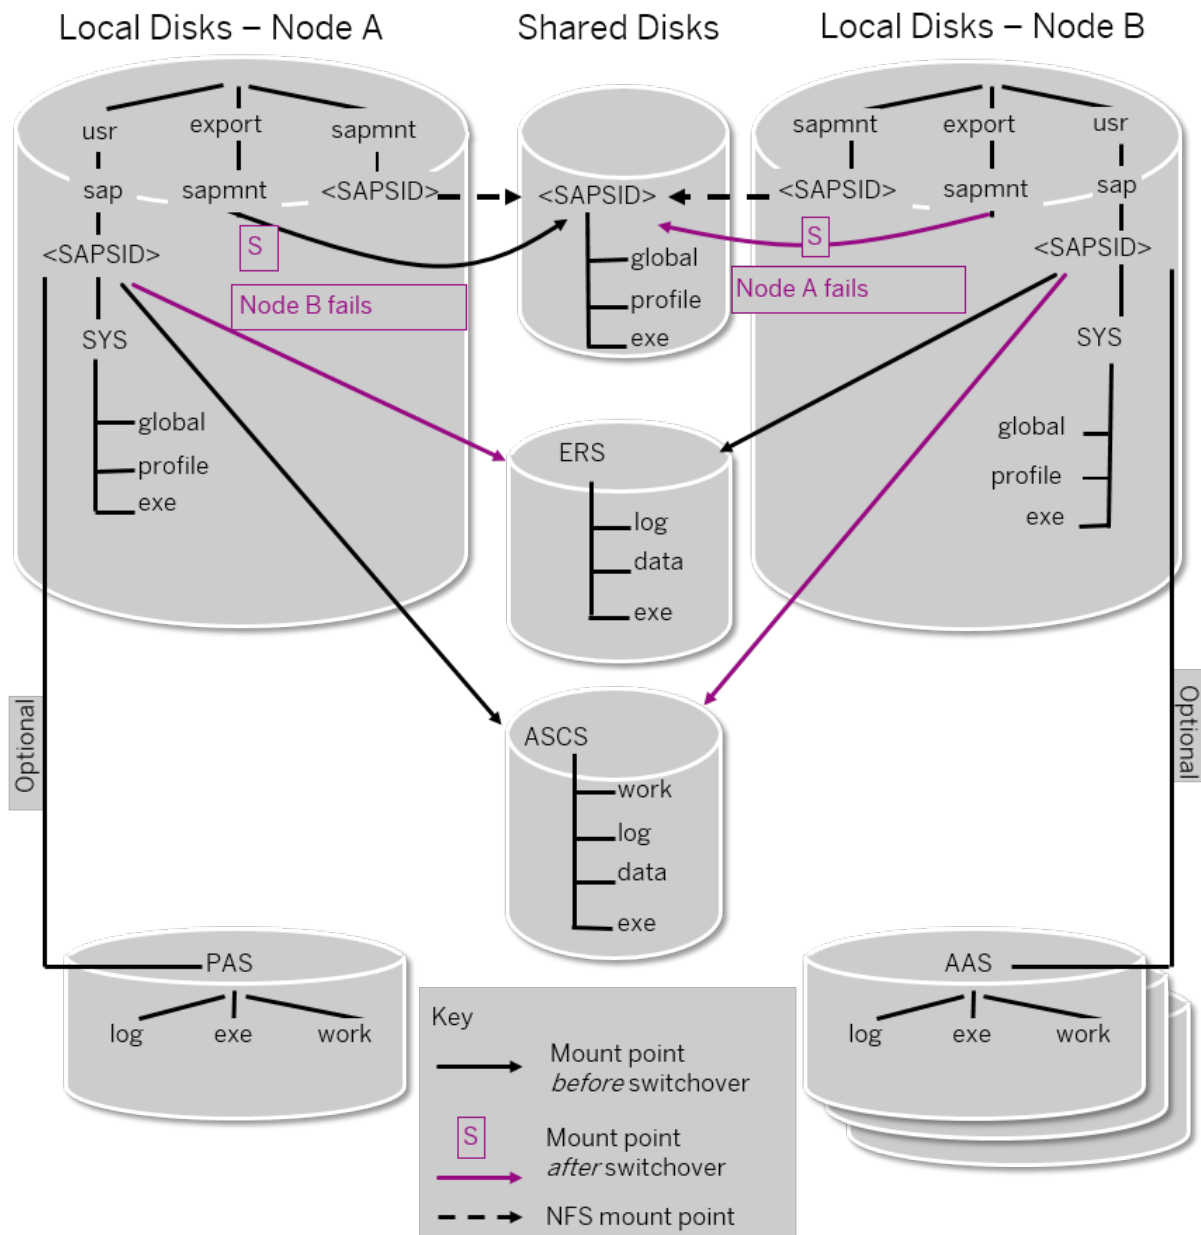 Local Disks – Node A
Shared Disks
Local Disks – Node B
usr
export
sapmnt
sap
sapmnt
<SAPSID>
<SAPSID>
S
Node B fails
SYS
global
profile
exe
<SAPSID>
global
profile
exe
sapmnt
export
usr
<SAPSID>
sapmnt
sap
S
<SAPSID>
Node A fails
SYS
global
profile
exe
ERS
log
data
exe
ASCS
work
log
data
exe
Optional
Optional
PAS
log
exe
work
AAS
log
exe
work
Key
Mount point
before switchover
S
Mount point
after switchover
NFS mount point